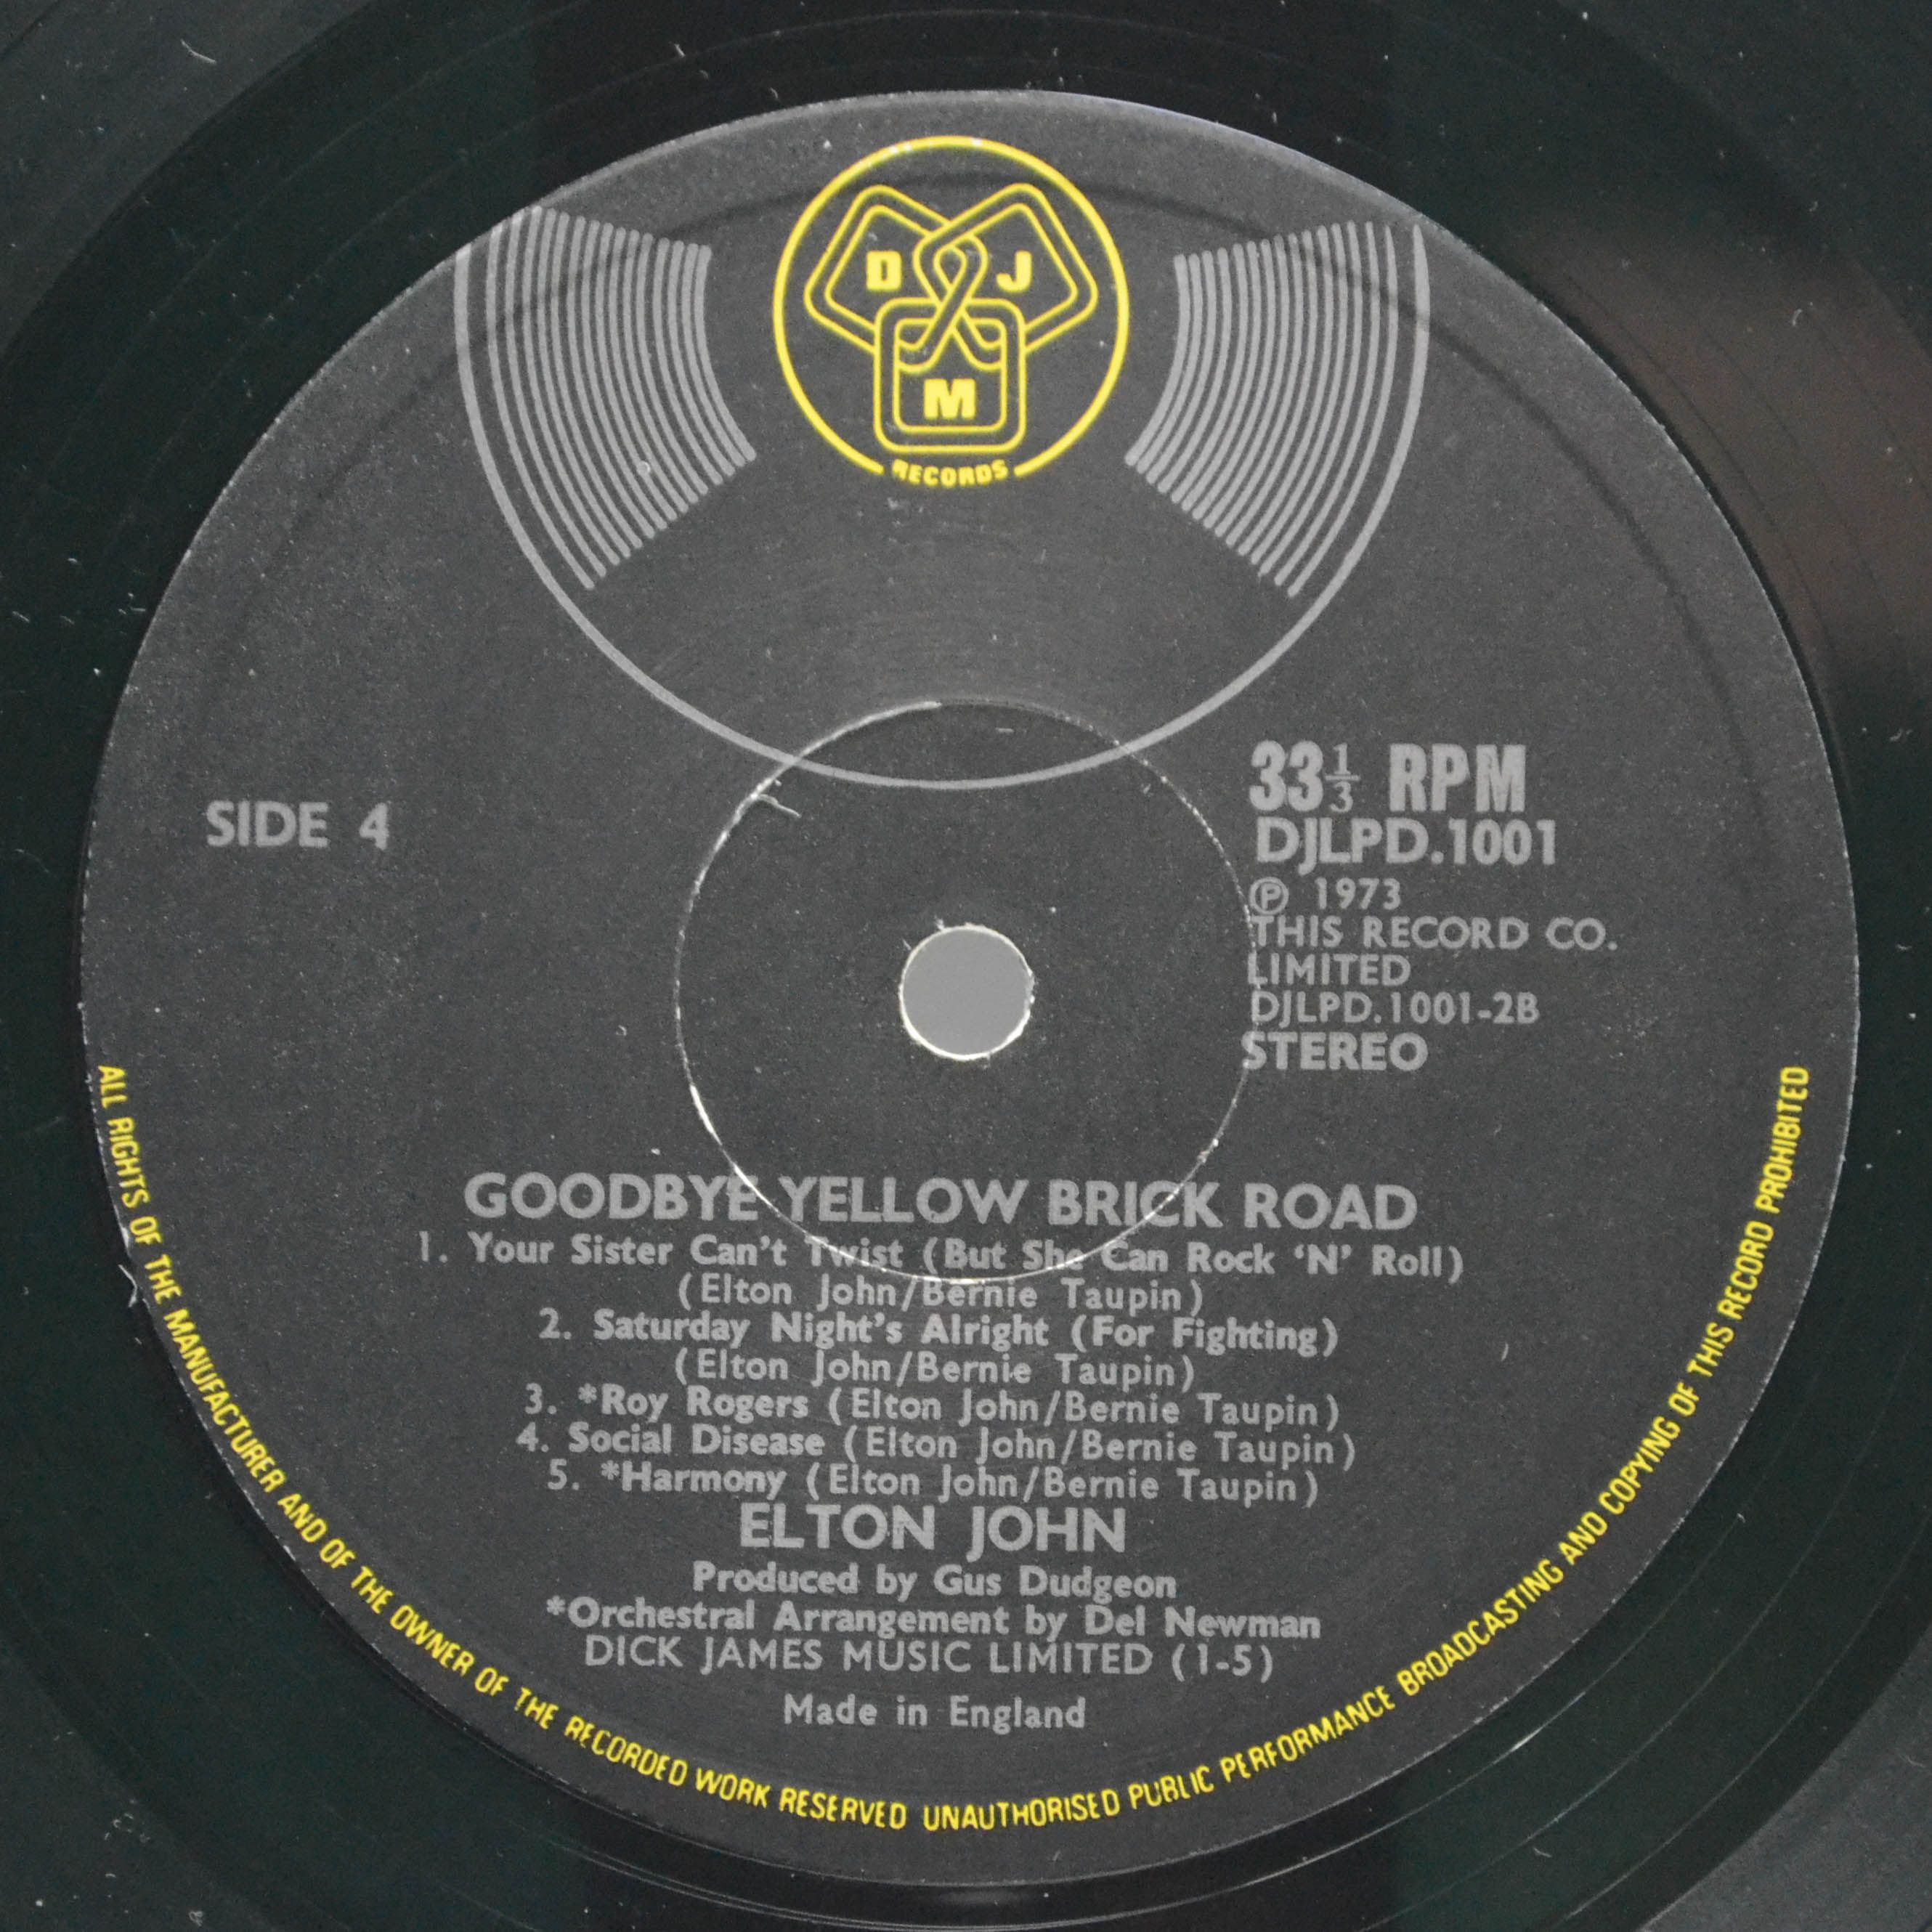 D J
M
RECORDS
SIDE 4
33⅓ RPM
DJLPD.1001
℗ 1973
THIS RECORD CO.
LIMITED
DJLPD.1001-2B
STEREO
GOODBYE YELLOW BRICK ROAD
1. Your Sister Can't Twist (But She Can Rock 'N' Roll)
(Elton John/Bernie Taupin)
2. Saturday Night's Alright (For Fighting)
(Elton John/Bernie Taupin)
3. *Roy Rogers (Elton John/Bernie Taupin)
4. Social Disease (Elton John/Bernie Taupin)
5. *Harmony (Elton John/Bernie Taupin)
ELTON JOHN
Produced by Gus Dudgeon
*Orchestral Arrangement by Del Newman
DICK JAMES MUSIC LIMITED (1-5)
Made in England
ALL RIGHTS OF THE MANUFACTURER AND OF THE OWNER OF THE RECORDED WORK RESERVED UNAUTHORISED PUBLIC PERFORMANCE BROADCASTING AND COPYING OF THIS RECORD PROHIBITED